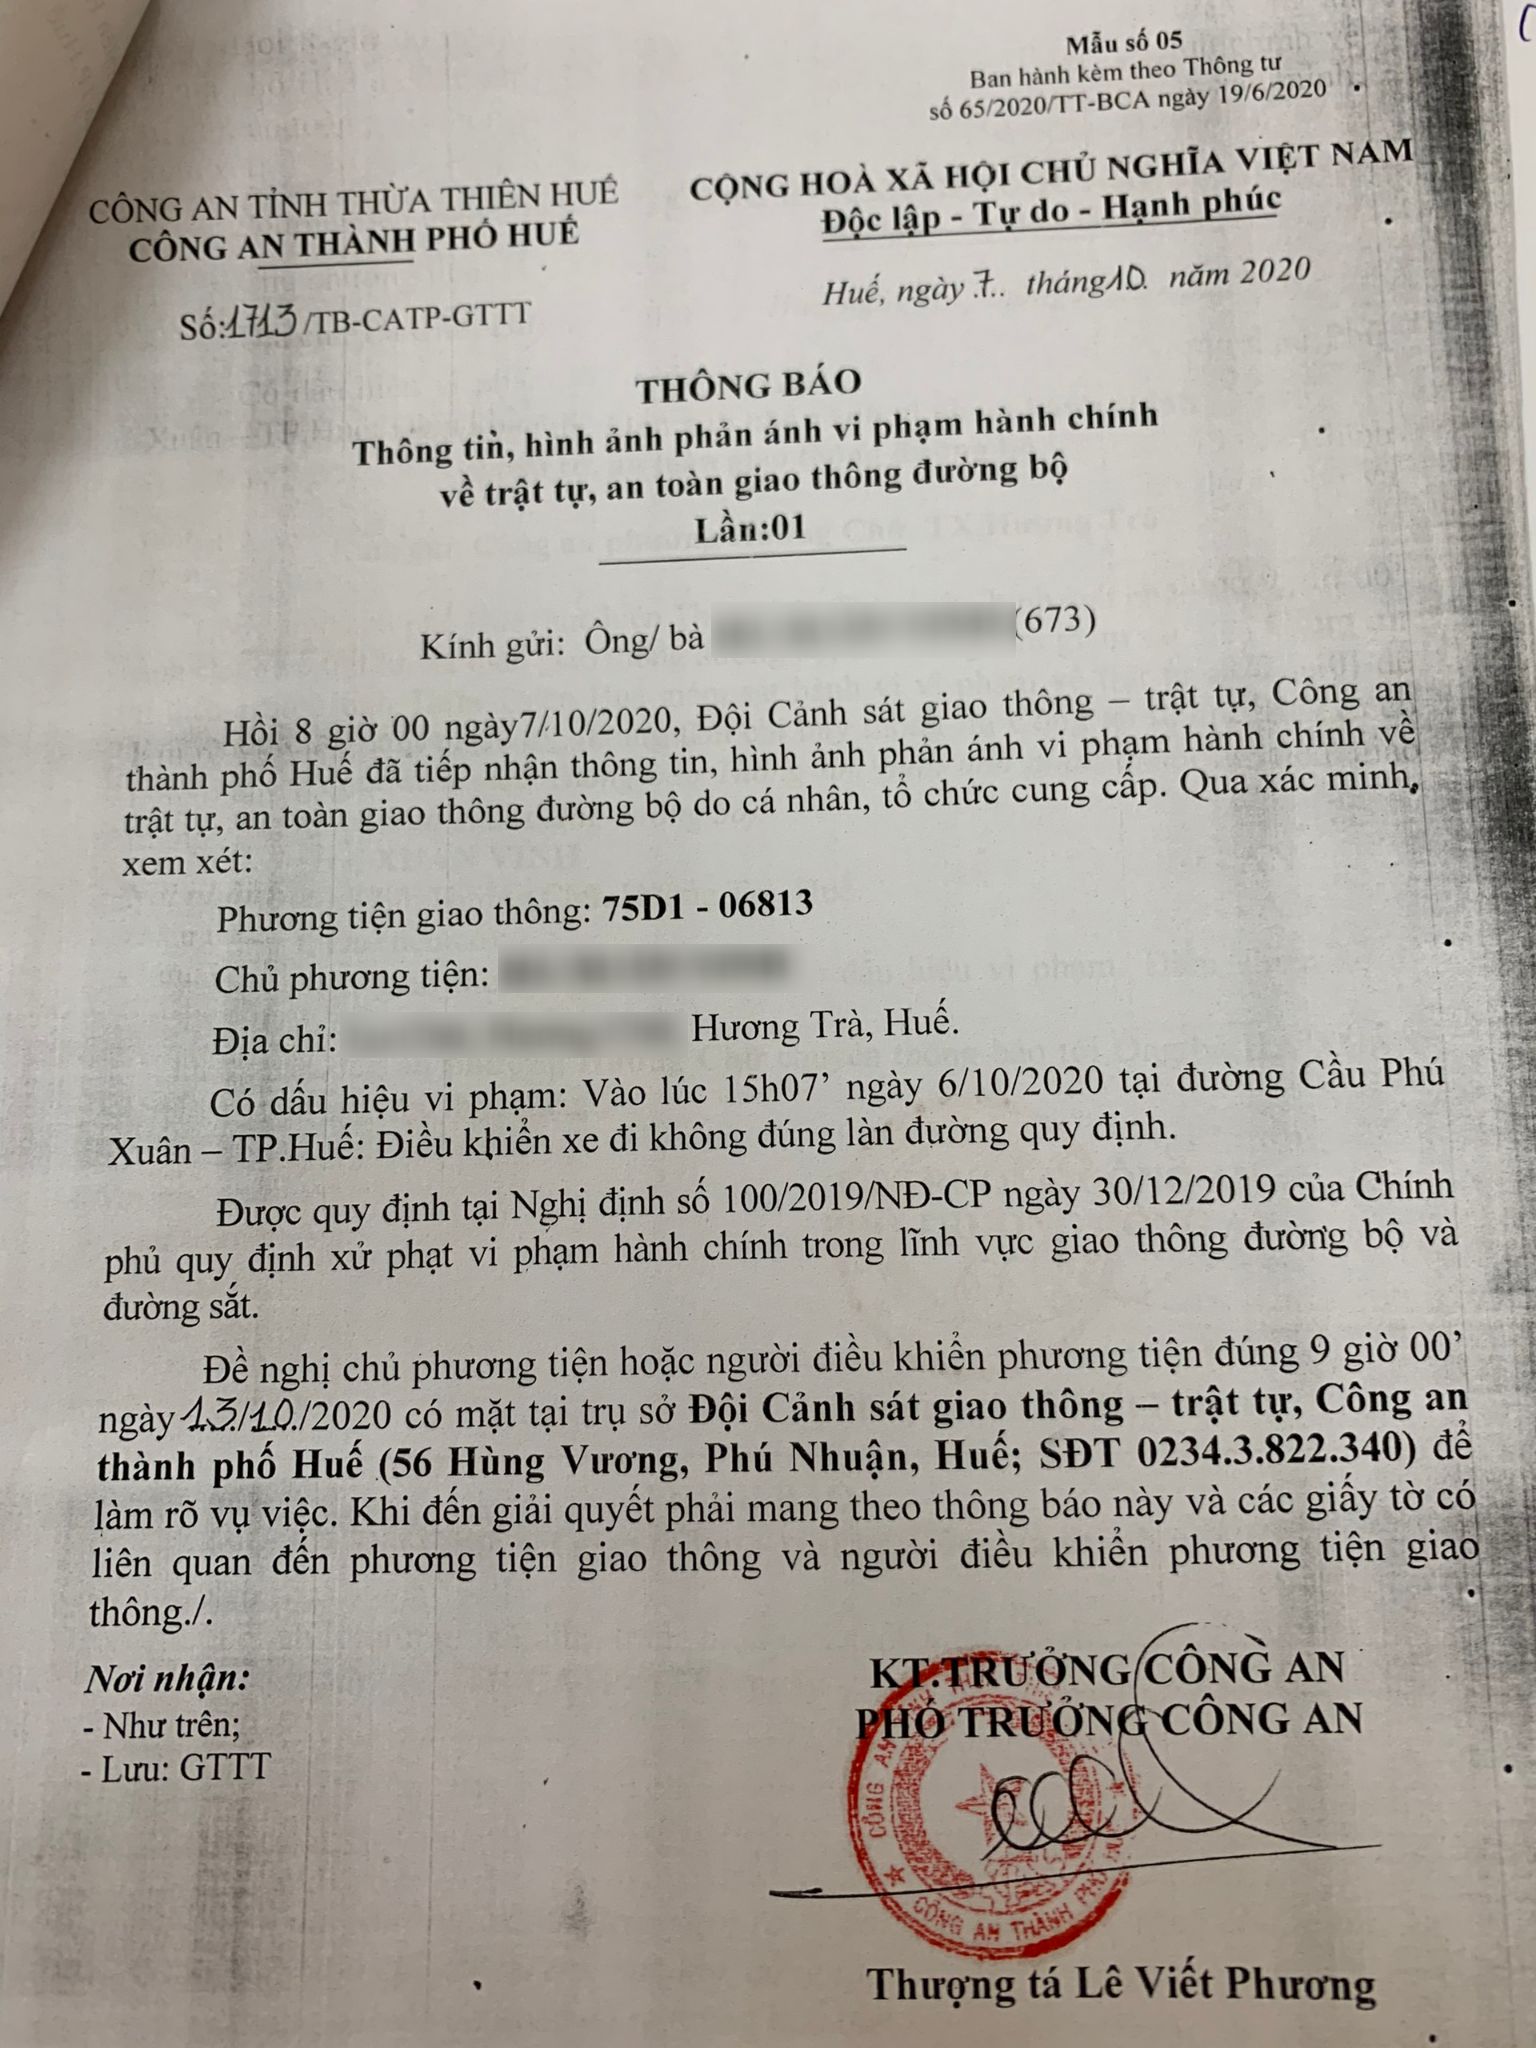 Mẫu số 05
Ban hành kèm theo Thông tư
số 65/2020/TT-BCA ngày 19/6/2020
CÔNG AN TỈNH THỪA THIÊN HUẾ
CÔNG AN THÀNH PHỐ HUẾ
CỘNG HOÀ XÃ HỘI CHỦ NGHĨA VIỆT NAM
Độc lập - Tự do - Hạnh phúc
Số:1713/TB-CATP-GTTT
Huế, ngày 7.. tháng10. năm 2020
THÔNG BÁO
Thông tin, hình ảnh phản ánh vi phạm hành chính
về trật tự, an toàn giao thông đường bộ
Lần:01
Kính gửi: Ông/ bà (673)
Hồi 8 giờ 00 ngày7/10/2020, Đội Cảnh sát giao thông – trật tự, Công an
thành phố Huế đã tiếp nhận thông tin, hình ảnh phản ánh vi phạm hành chính về
trật tự, an toàn giao thông đường bộ do cá nhân, tổ chức cung cấp. Qua xác minh,
xem xét:
Phương tiện giao thông: 75D1 - 06813
Chủ phương tiện:
Địa chỉ: Hương Trà, Huế.
Có dấu hiệu vi phạm: Vào lúc 15h07’ ngày 6/10/2020 tại đường Cầu Phú
Xuân – TP.Huế: Điều khiển xe đi không đúng làn đường quy định.
Được quy định tại Nghị định số 100/2019/NĐ-CP ngày 30/12/2019 của Chính
phủ quy định xử phạt vi phạm hành chính trong lĩnh vực giao thông đường bộ và
đường sắt.
Đề nghị chủ phương tiện hoặc người điều khiển phương tiện đúng 9 giờ 00’
ngày 13/10./2020 có mặt tại trụ sở Đội Cảnh sát giao thông – trật tự, Công an
thành phố Huế (56 Hùng Vương, Phú Nhuận, Huế; SĐT 0234.3.822.340) để
làm rõ vụ việc. Khi đến giải quyết phải mang theo thông báo này và các giấy tờ có
liên quan đến phương tiện giao thông và người điều khiển phương tiện giao
thông./.
Nơi nhận:
- Như trên;
- Lưu: GTTT
KT.TRƯỞNG CÔNG AN
PHÓ TRƯỞNG CÔNG AN
CÔNG AN THÀNH PHỐ
Thượng tá Lê Viết Phương